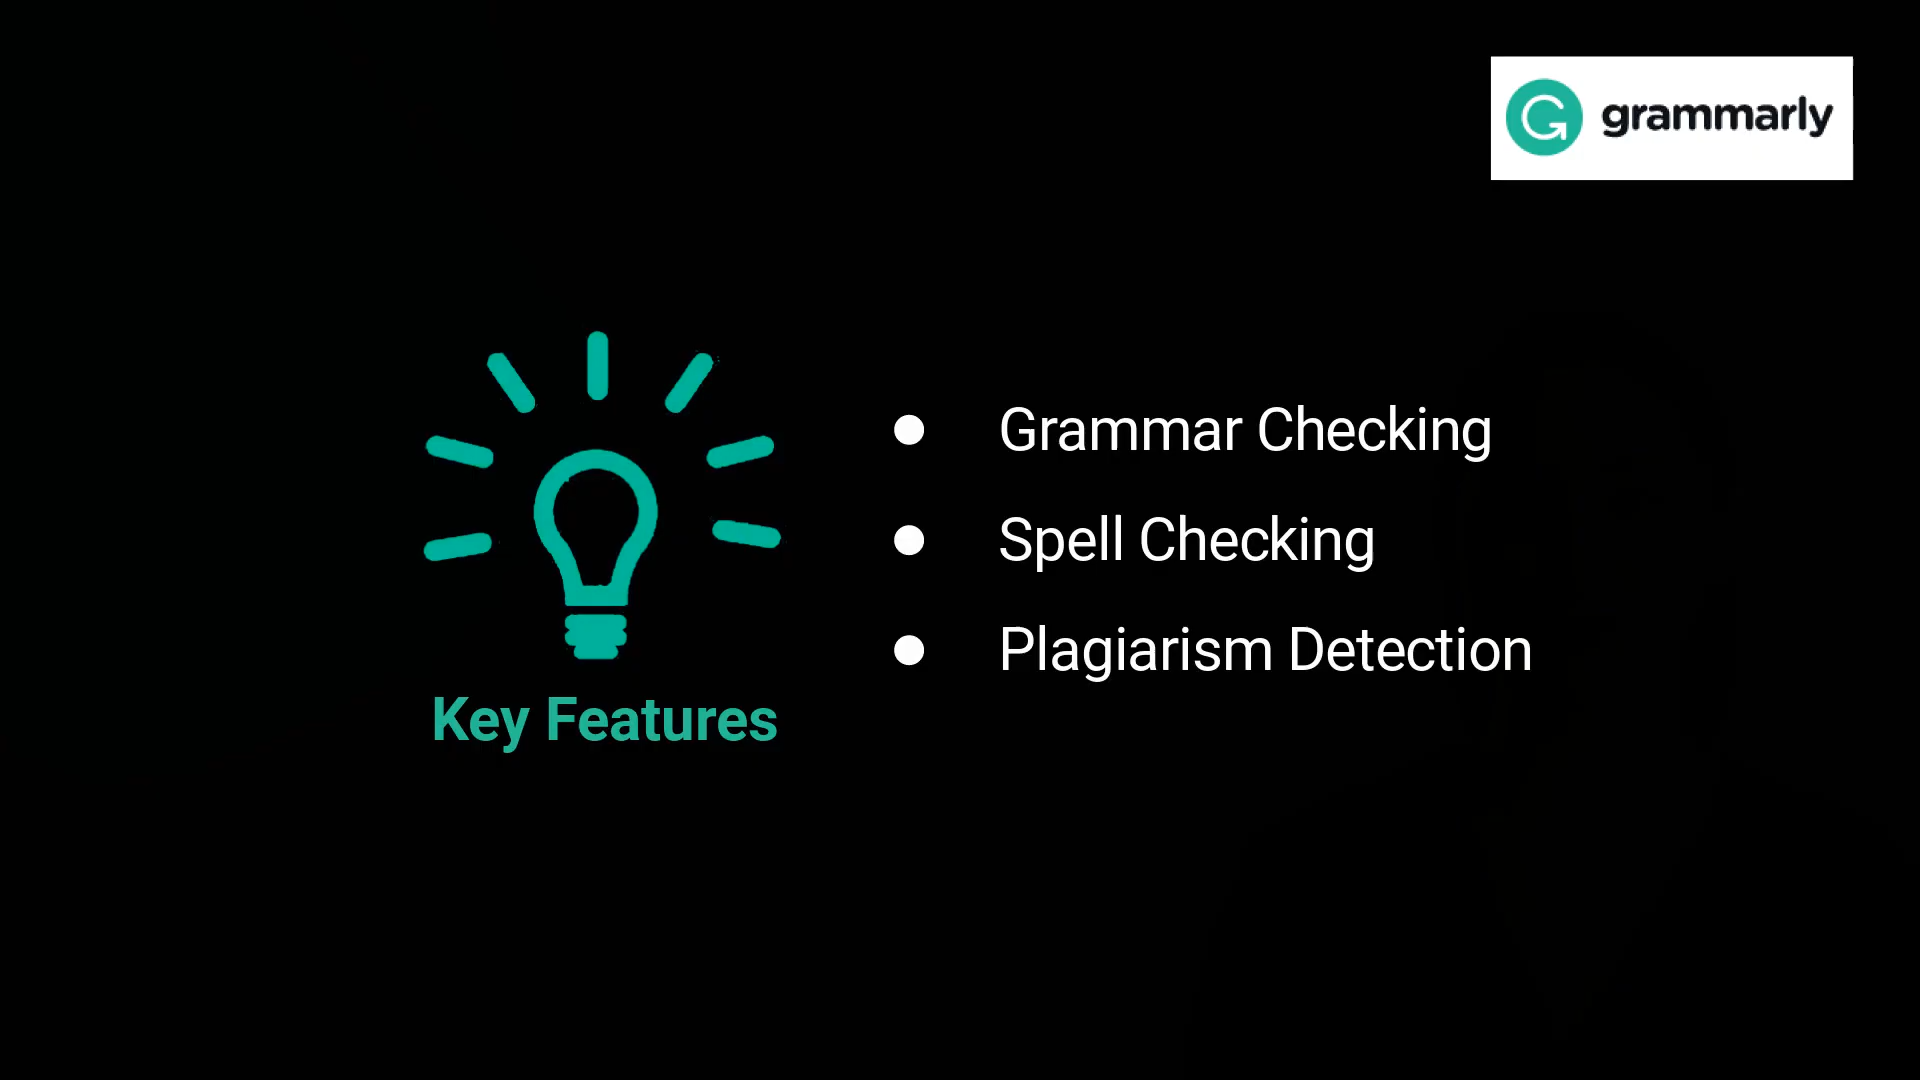 grammarly
Grammar Checking
Spell Checking
Plagiarism Detection
Key Features